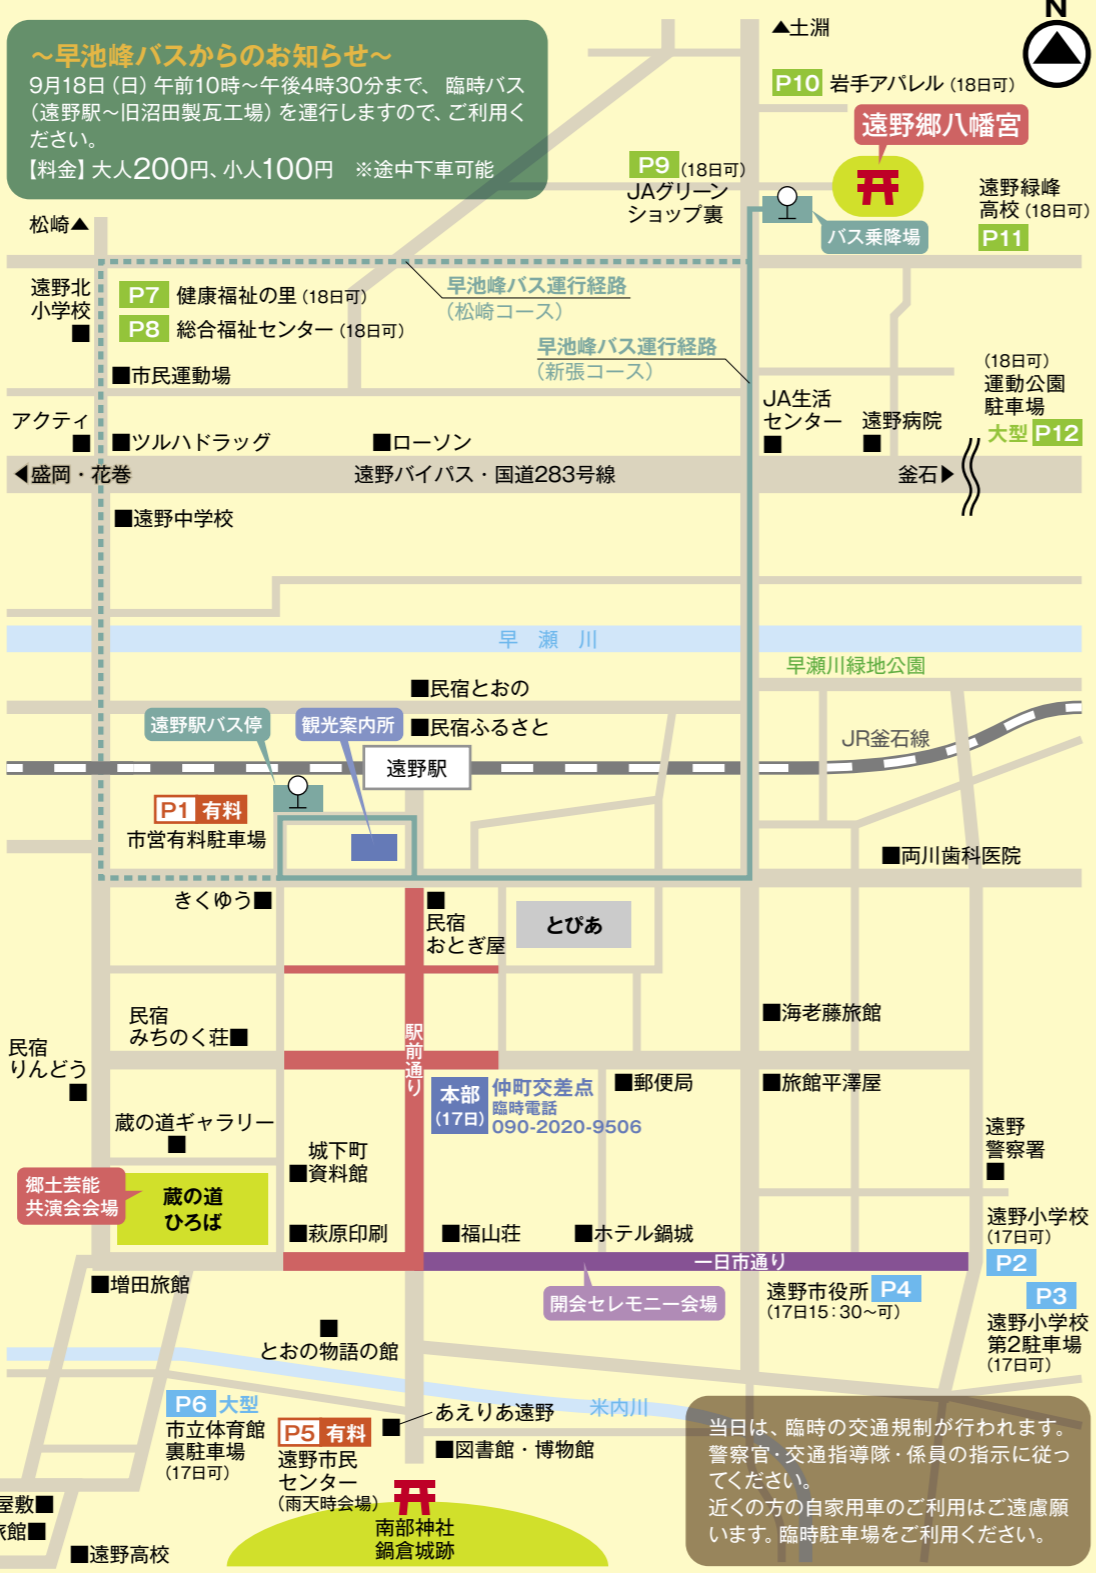 N
▲土淵
～早池峰バスからのお知らせ～
9月18日（日）午前10時～午後4時30分まで、臨時バス
（遠野駅～旧沼田製瓦工場）を運行しますので、ご利用く
ださい。
【料金】大人200円、小人100円　※途中下車可能
P10 岩手アパレル（18日可）
遠野郷八幡宮
P9（18日可）
JAグリーン
ショップ裏
バス乗降場
遠野緑峰
高校（18日可）
P11
松崎▲
遠野北
小学校
■
P7 健康福祉の里（18日可）
P8 総合福祉センター（18日可）
早池峰バス運行経路
（松崎コース）
早池峰バス運行経路
（新張コース）
■市民運動場
（18日可）
運動公園
駐車場
大型 P12
アクティ
■
■ツルハドラッグ
■ローソン
JA生活
センター
■
遠野病院
■
◀盛岡・花巻
遠野バイパス・国道283号線
釜石▶
■遠野中学校
早 瀬 川
早瀬川緑地公園
■民宿とおの
遠野駅バス停
観光案内所
■民宿ふるさと
JR釜石線
遠野駅
P1 有料
市営有料駐車場
■両川歯科医院
きくゆう■
■
民宿
おとぎ屋
とぴあ
民宿
みちのく荘■
駅前通り
■海老藤旅館
民宿
りんどう
■
本部
（17日）
仲町交差点
臨時電話
090-2020-9506
■郵便局
■旅館平澤屋
蔵の道ギャラリー
■
城下町
■資料館
遠野
警察署
■
郷土芸能
共演会会場
蔵の道
ひろば
■萩原印刷
■福山荘
■ホテル鍋城
遠野小学校
（17日可）
P2
一日市通り
■増田旅館
開会セレモニー会場
遠野市役所 P4
（17日15：30～可）
P3
遠野小学校
第2駐車場
（17日可）
■
とおの物語の館
P6 大型
市立体育館
裏駐車場
（17日可）
P5 有料
遠野市民
センター
（雨天時会場）
■
あえりあ遠野
米内川
■図書館・博物館
当日は、臨時の交通規制が行われます。
警察官・交通指導隊・係員の指示に従っ
てください。
近くの方の自家用車のご利用はご遠慮願
います。臨時駐車場をご利用ください。
屋敷■
館■
■遠野高校
南部神社
鍋倉城跡